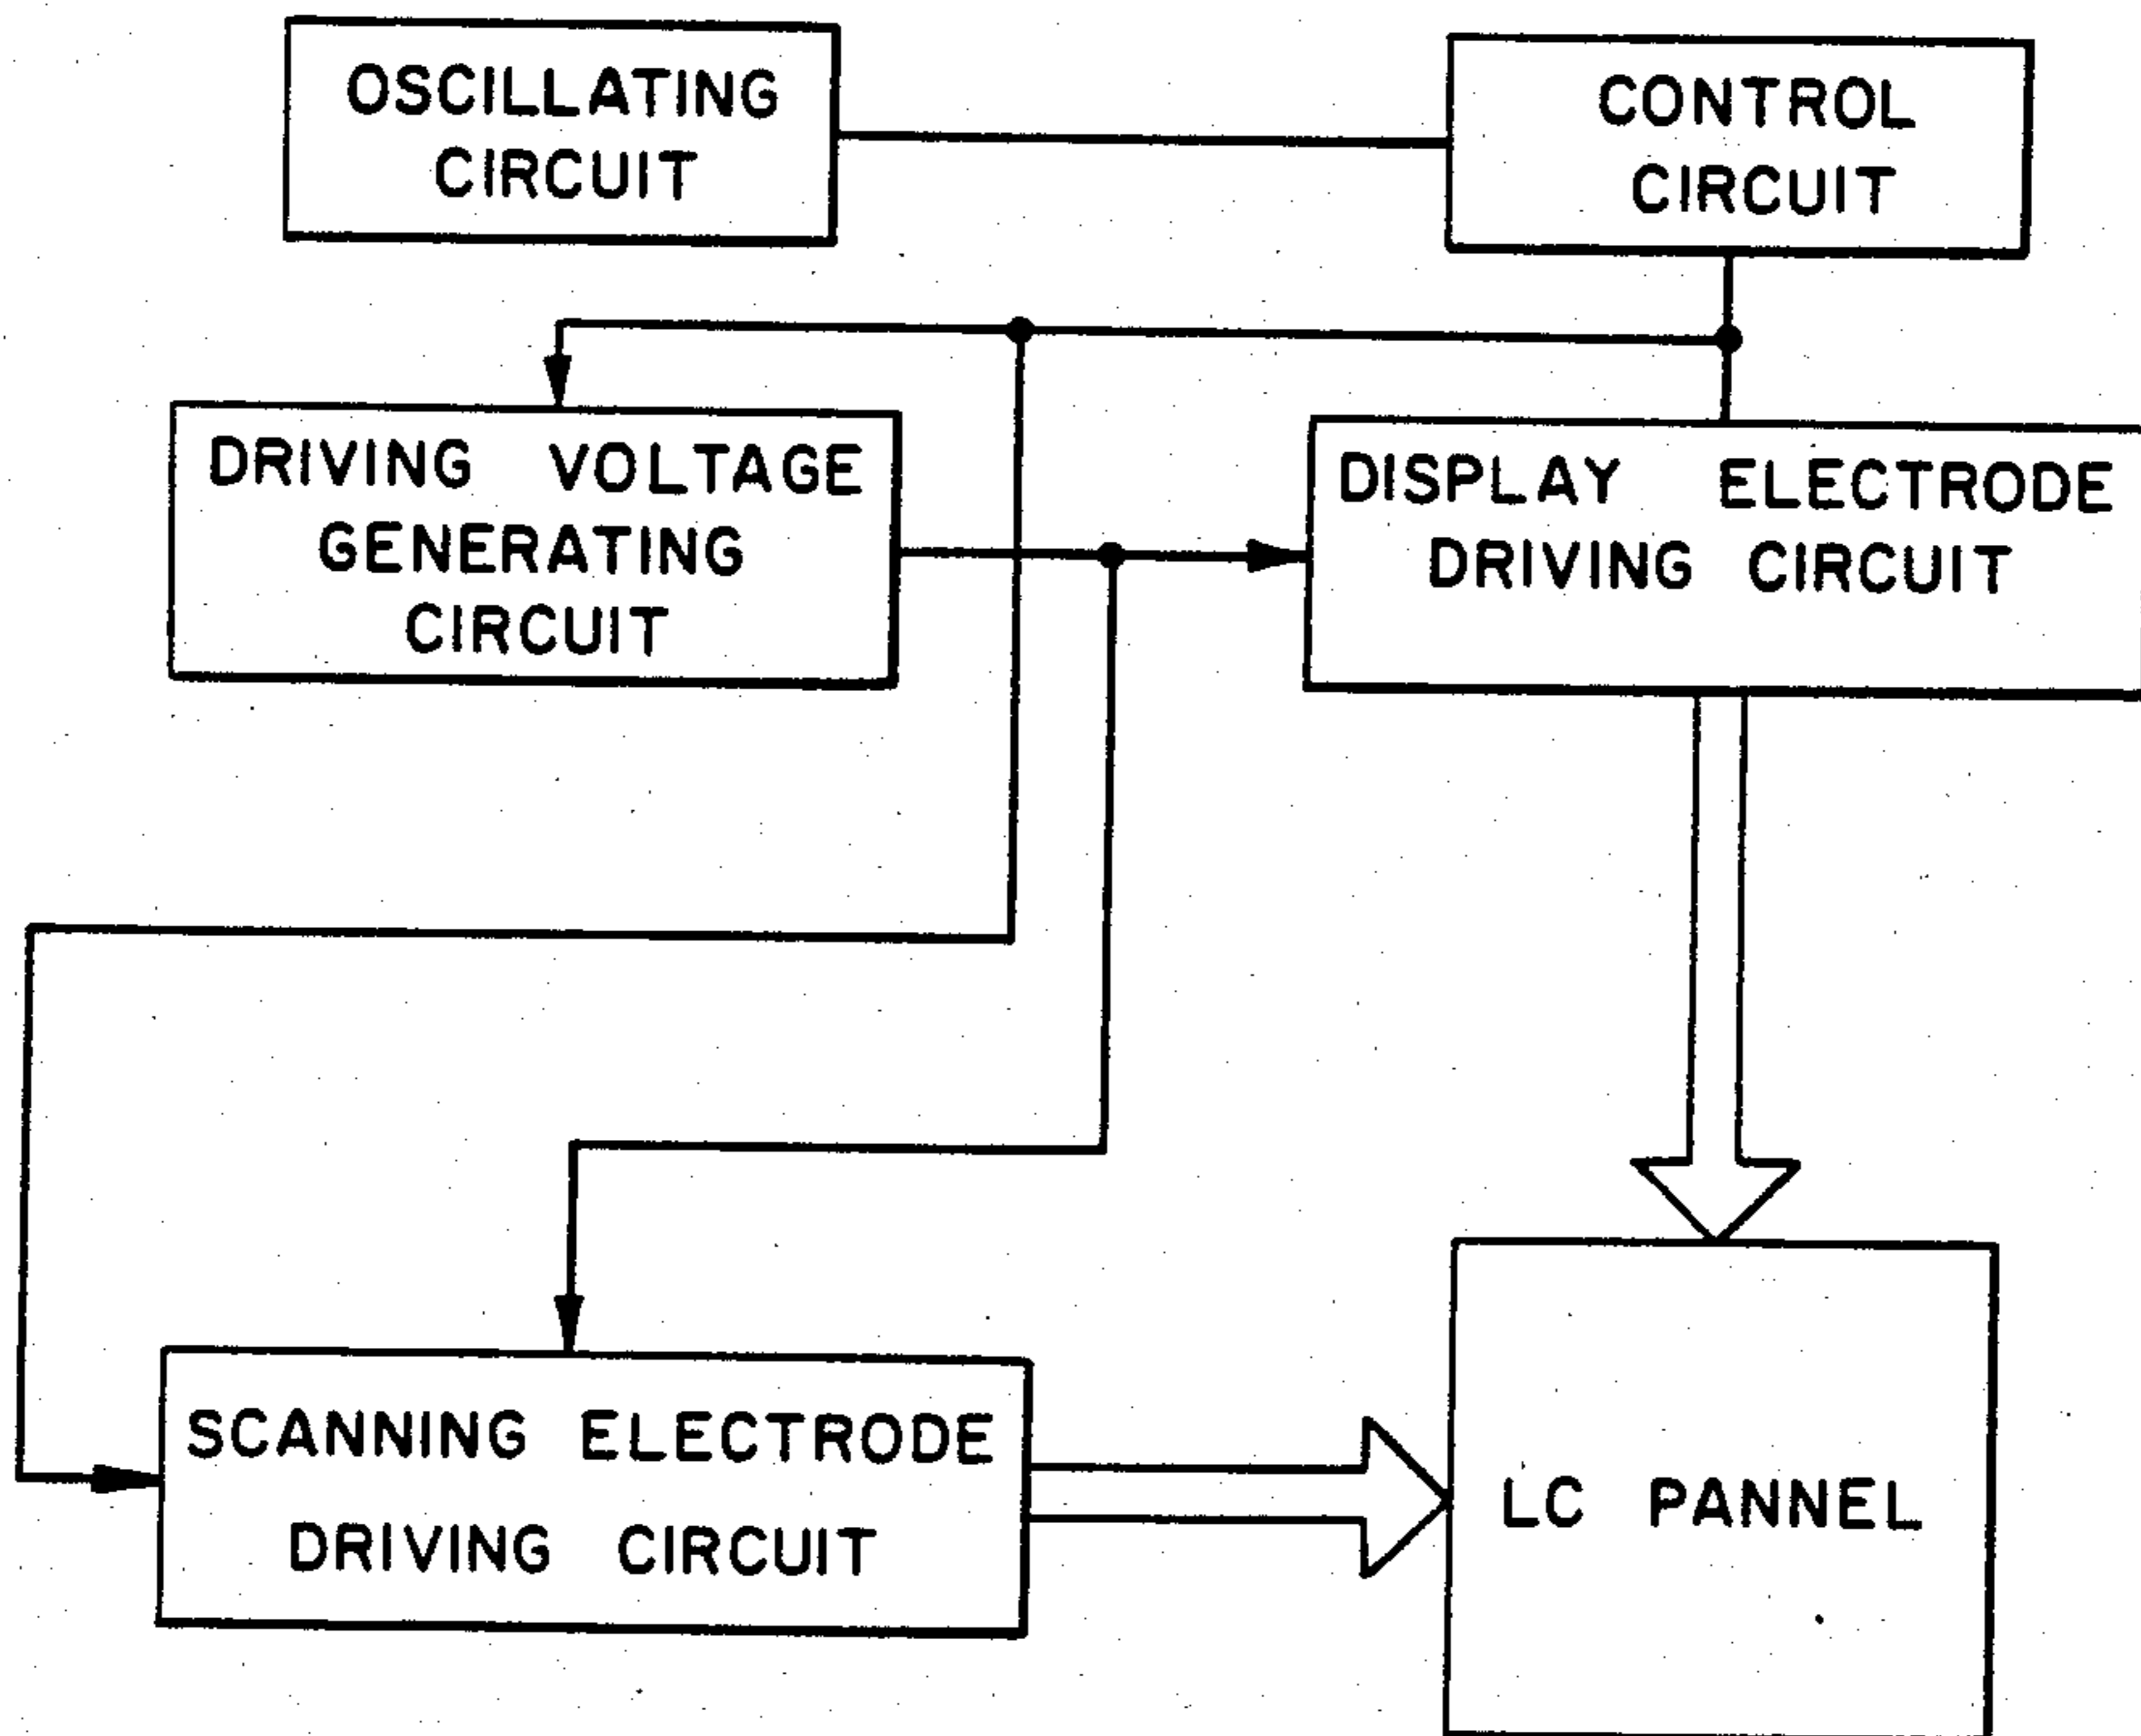 OSCILLATING
CIRCUIT
CONTROL
CIRCUIT
DRIVING VOLTAGE
GENERATING
CIRCUIT
DISPLAY ELECTRODE
DRIVING CIRCUIT
SCANNING ELECTRODE
DRIVING CIRCUIT
LC PANNEL